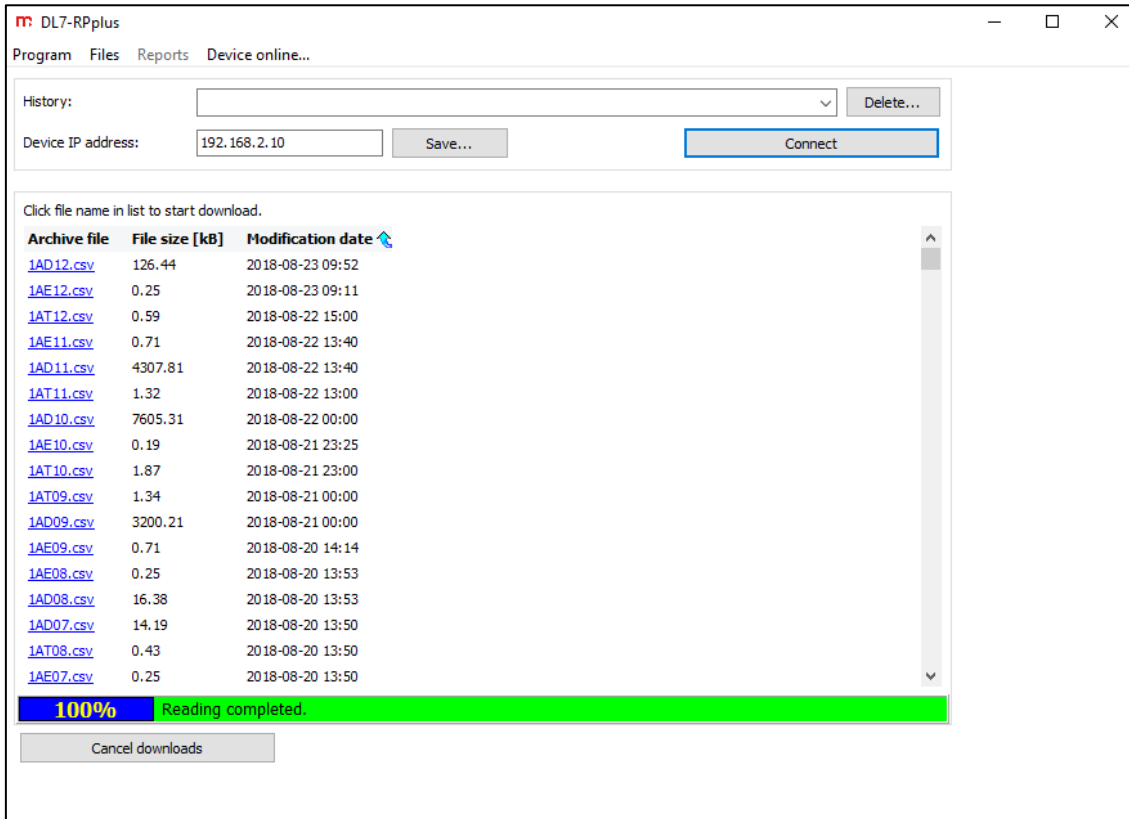 DL7-RPplus
Program Files Reports Device online...
History: Delete...
Device IP address: 192.168.2.10 Save... Connect
Click file name in list to start download.
Archive file File size [kB] Modification date
1AD12.csv 126.44 2018-08-23 09:52
1AE12.csv 0.25 2018-08-23 09:11
1AT12.csv 0.59 2018-08-22 15:00
1AE11.csv 0.71 2018-08-22 13:40
1AD11.csv 4307.81 2018-08-22 13:40
1AT11.csv 1.32 2018-08-22 13:00
1AD10.csv 7605.31 2018-08-22 00:00
1AE10.csv 0.19 2018-08-21 23:25
1AT10.csv 1.87 2018-08-21 23:00
1AT09.csv 1.34 2018-08-21 00:00
1AD09.csv 3200.21 2018-08-21 00:00
1AE09.csv 0.71 2018-08-20 14:14
1AE08.csv 0.25 2018-08-20 13:53
1AD08.csv 16.38 2018-08-20 13:53
1AD07.csv 14.19 2018-08-20 13:50
1AT08.csv 0.43 2018-08-20 13:50
1AE07.csv 0.25 2018-08-20 13:50
100% Reading completed.
Cancel downloads